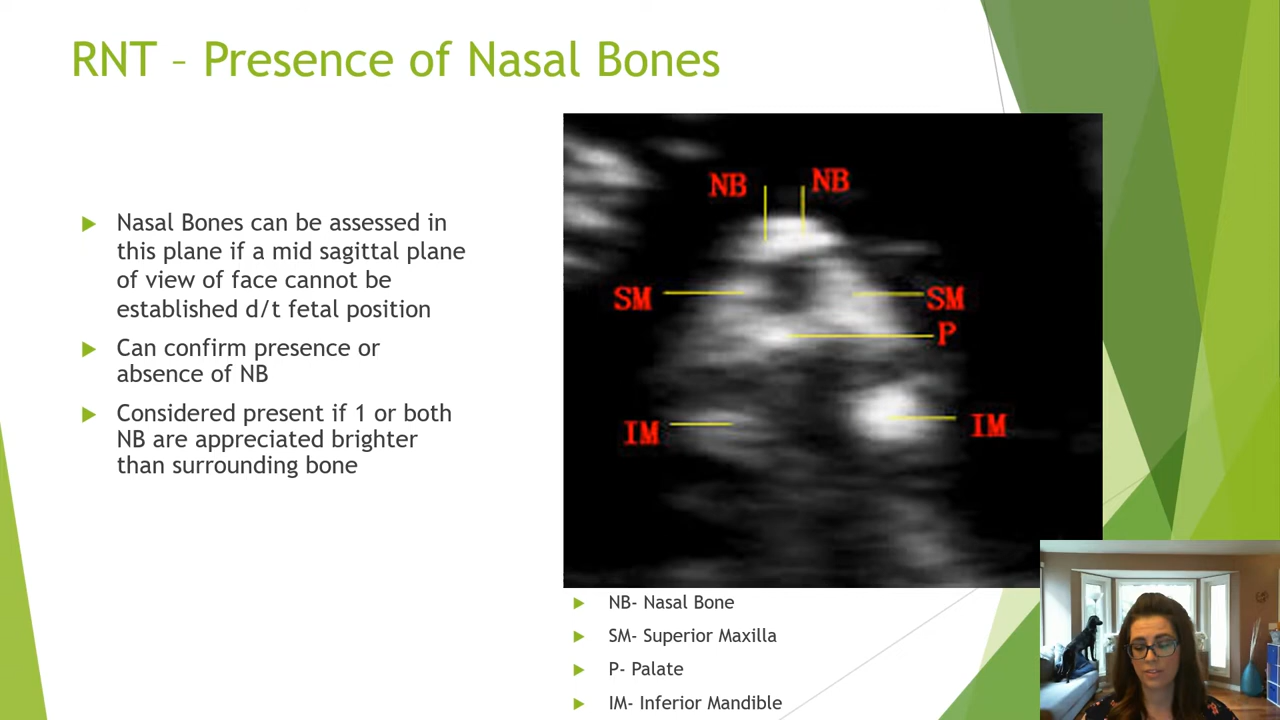 RNT – Presence of Nasal Bones
Nasal Bones can be assessed in
this plane if a mid sagittal plane
of view of face cannot be
established d/t fetal position
Can confirm presence or
absence of NB
Considered present if 1 or both
NB are appreciated brighter
than surrounding bone
NB NB
SM SM
P
IM IM
NB- Nasal Bone
SM- Superior Maxilla
P- Palate
IM- Inferior Mandible